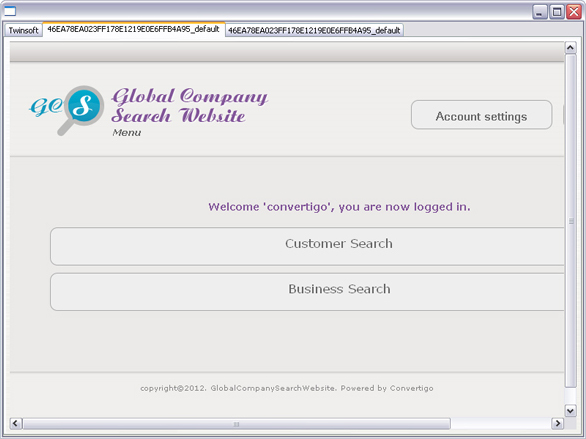 Twinsoft 46EA78EA023FF178E1219E0E6FFB4A95_default 46EA78EA023FF178E1219E0E6FFB4A95_default
GCS Global Company
Search Website
Menu
Account settings
Welcome 'convertigo', you are now logged in.
Customer Search
Business Search
copyright©2012. GlobalCompanySearchWebsite. Powered by Convertigo